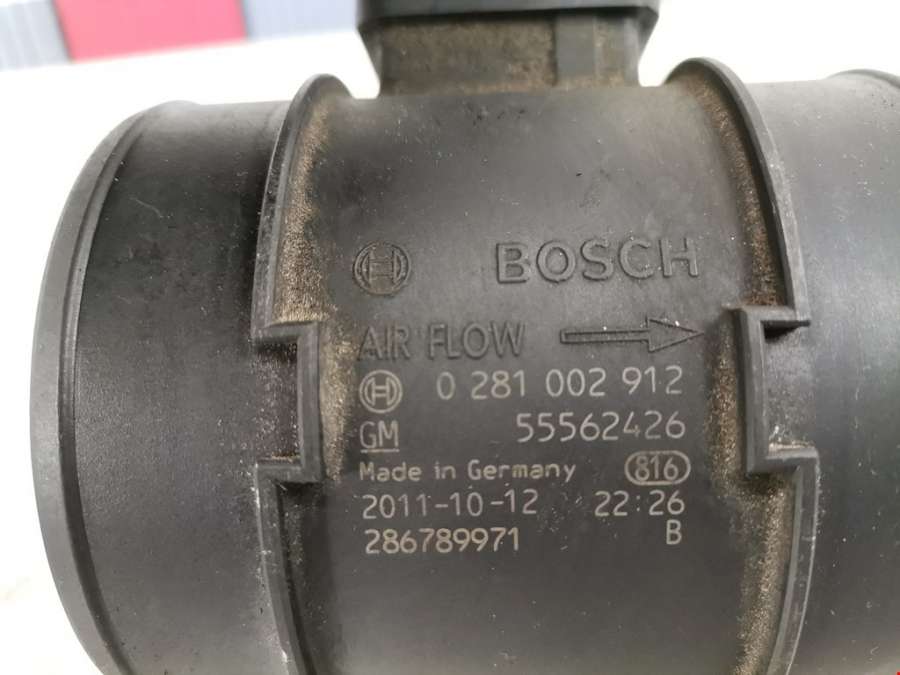 BOSCH
AIR FLOW
0 281 002 912
GM 55562426
Made in Germany 816
2011-10-12 22:26
286789971 B